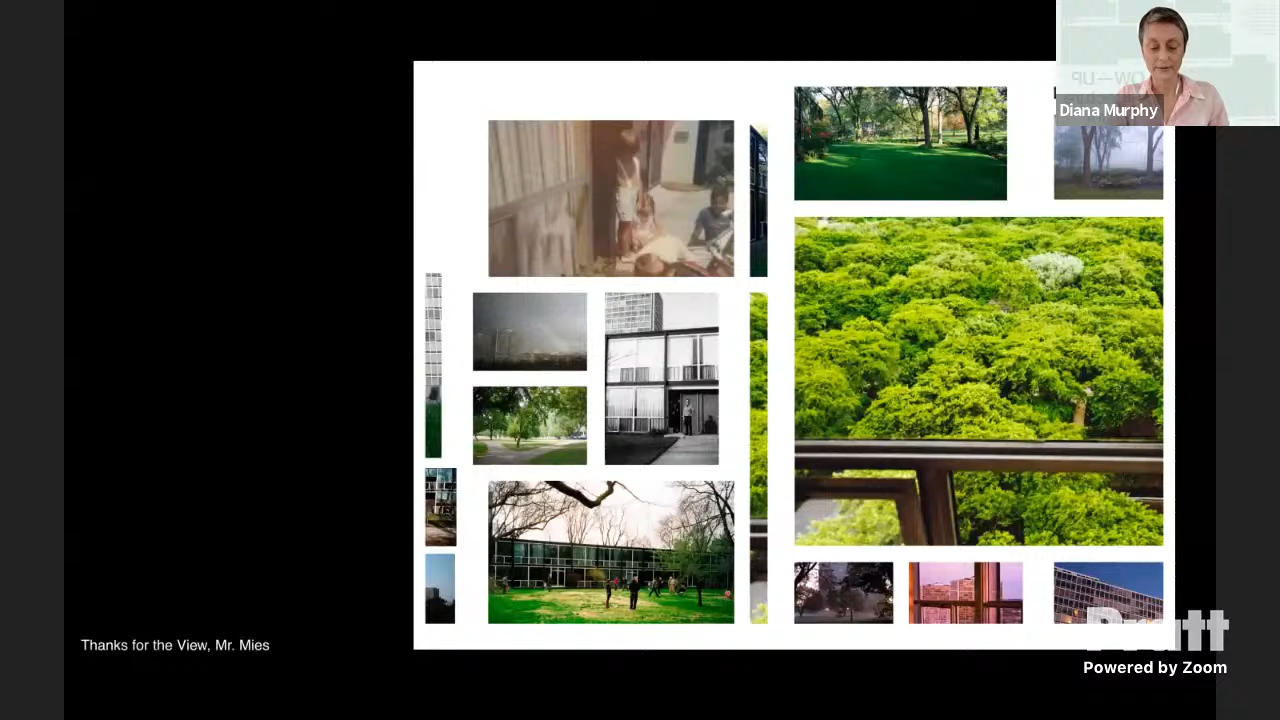 Diana Murphy
Thanks for the View, Mr. Mies
Pratt
Powered by Zoom